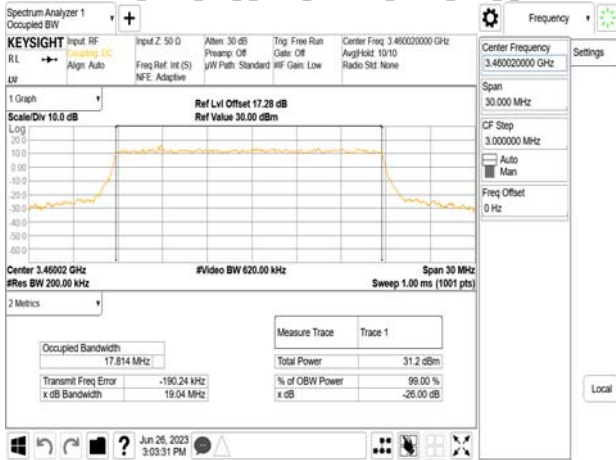 Spectrum Analyzer 1
Occupied BW
Frequency
KEYSIGHT
Input: RF
Coupling: DC
Align: Auto
RL
Input Z: 50 Ω
Freq Ref: Int (S)
NFE: Adaptive
Atten: 30 dB
Preamp: Off
µW Path: Standard
Trig: Free Run
Gate: Off
#IF Gain: Low
Center Freq: 3.460020000 GHz
Avg|Hold: 10/10
Radio Std: None
Center Frequency
3.460020000 GHz
Settings
Span
30.000 MHz
CF Step
3.000000 MHz
Auto
Man
Freq Offset
0 Hz
Local
1 Graph
Scale/Div 10.0 dB
Ref Lvl Offset 17.28 dB
Ref Value 30.00 dBm
Log
20.0
10.0
0.00
-10.0
-20.0
-30.0
-40.0
-50.0
-60.0
Center 3.46002 GHz
#Video BW 620.00 kHz
Span 30 MHz
#Res BW 200.00 kHz
Sweep 1.00 ms (1001 pts)
2 Metrics
Measure Trace
Trace 1
Occupied Bandwidth
17.814 MHz
Total Power
31.2 dBm
Transmit Freq Error
-190.24 kHz
% of OBW Power
99.00 %
x dB Bandwidth
19.04 MHz
x dB
-26.00 dB
Jun 26, 2023
3:03:31 PM